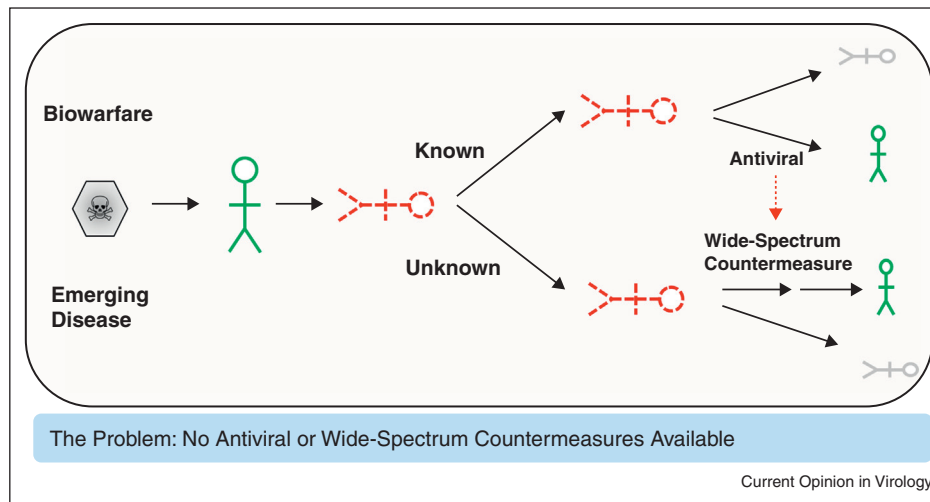 Biowarfare
Known
Antiviral
Wide-Spectrum
Countermeasure
Unknown
Emerging
Disease
The Problem: No Antiviral or Wide-Spectrum Countermeasures Available
Current Opinion in Virology